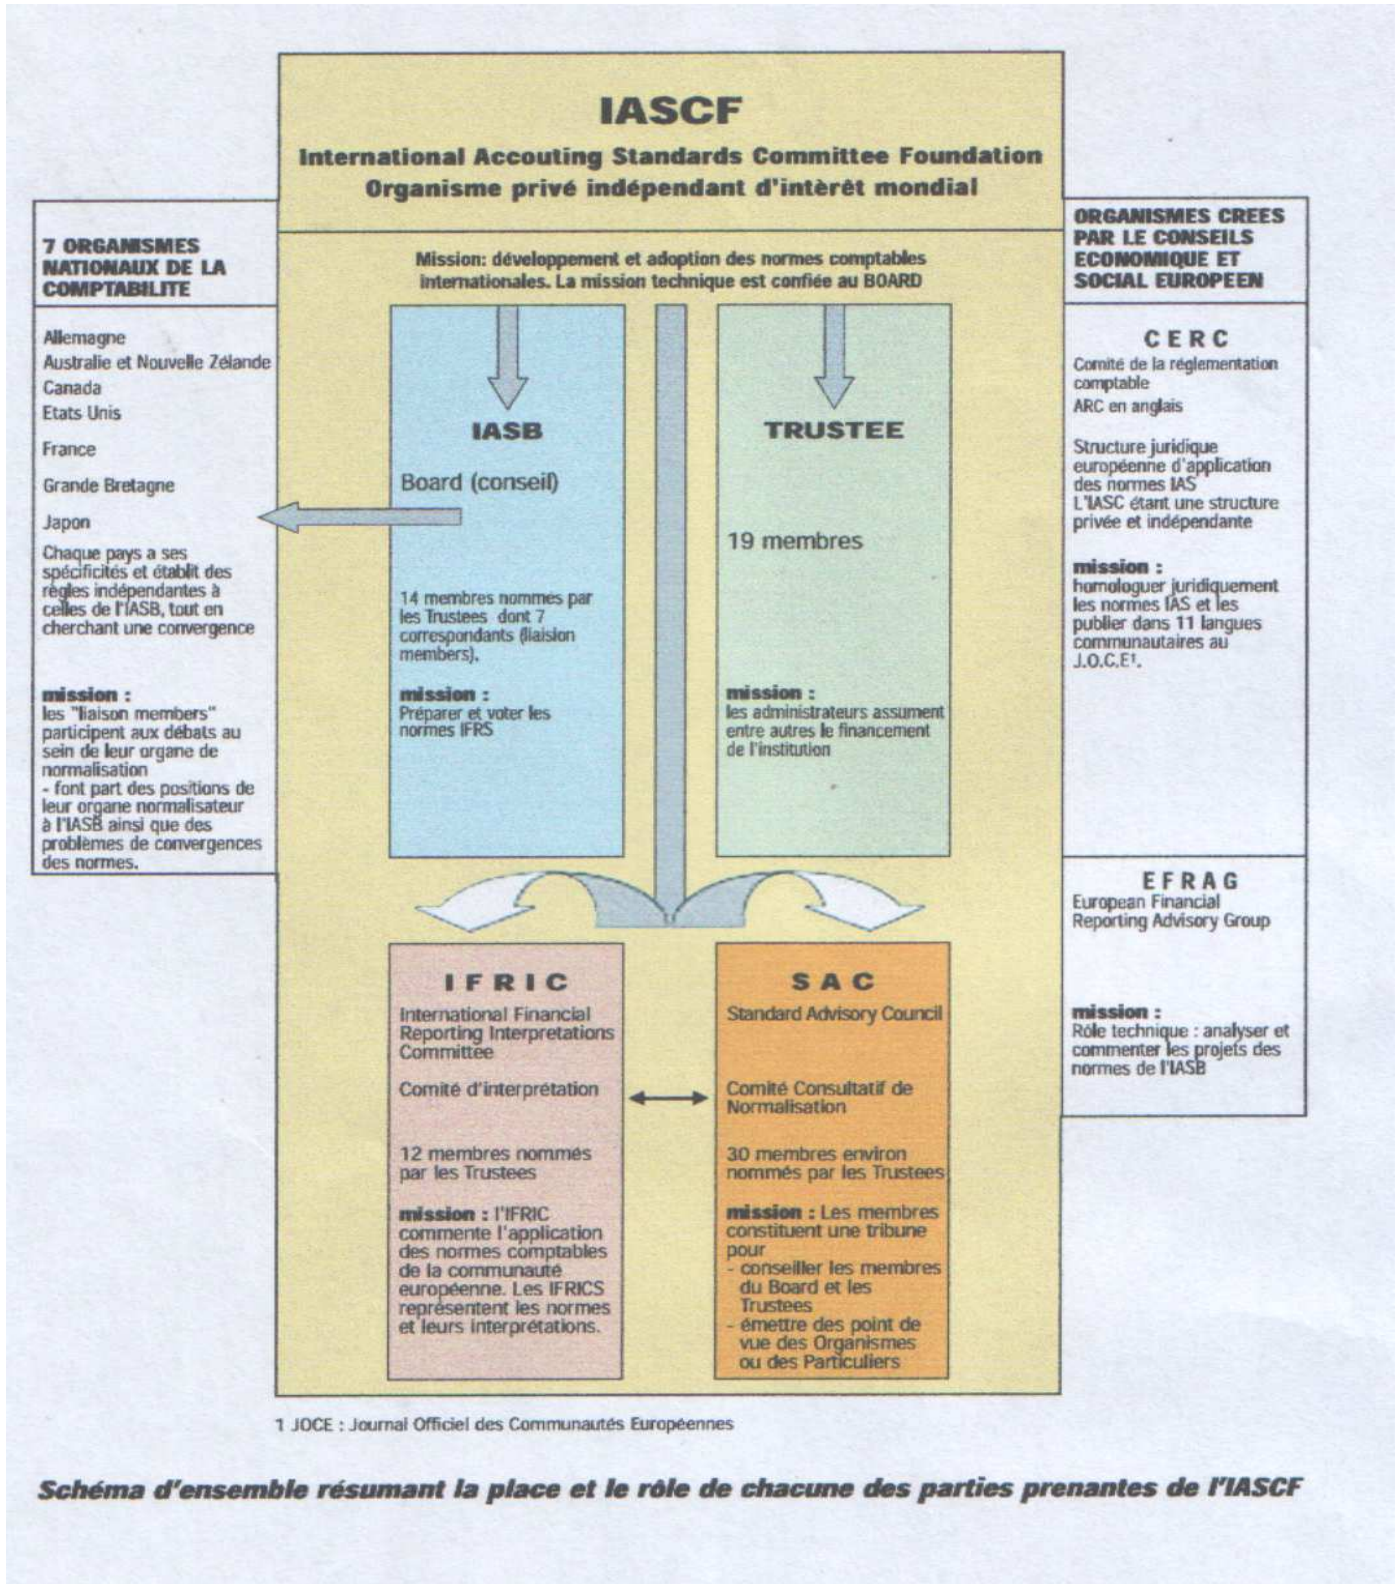 IASCF
International Accouting Standards Committee Foundation
Organisme privé indépendant d'intèrêt mondial
7 ORGANISMES
NATIONAUX DE LA
COMPTABILITE
Allemagne
Australie et Nouvelle Zélande
Canada
Etats Unis
France
Grande Bretagne
Japon
Chaque pays a ses
spécificités et établit des
règles indépendantes à
celles de l'IASB, tout en
cherchant une convergence
mission :
les "liaison members"
participent aux débats au
sein de leur organe de
normalisation
- font part des positions de
leur organe normalisateur
à l'IASB ainsi que des
problèmes de convergences
des normes.
Mission: développement et adoption des normes comptables
internationales. La mission technique est confiée au BOARD
IASB
Board (conseil)
14 membres nommés par
les Trustees dont 7
correspondants (liaision
members).
mission :
Préparer et voter les
normes IFRS
TRUSTEE
19 membres
mission :
les administrateurs assument
entre autres le financement
de l'institution
IFRIC
International Financial
Reporting Interpretations
Committee
Comité d'interprétation
12 membres nommés
par les Trustees
mission : l'IFRIC
commente l'application
des normes comptables
de la communauté
européenne. Les IFRICS
représentent les normes
et leurs interprétations.
SAC
Standard Advisory Council
Comité Consultatif de
Normalisation
30 membres environ
nommés par les Trustees
mission : Les membres
constituent une tribune
pour
- conseiller les membres
du Board et les
Trustees
- émettre des point de
vue des Organismes
ou des Particuliers
ORGANISMES CREES
PAR LE CONSEILS
ECONOMIQUE ET
SOCIAL EUROPEEN
CERC
Comité de la réglementation
comptable
ARC en anglais
Structure juridique
européenne d'application
des normes IAS
L'IASC étant une structure
privée et indépendante
mission :
homologuer juridiquement
les normes IAS et les
publier dans 11 langues
communautaires au
J.O.C.E¹.
EFRAG
European Financial
Reporting Advisory Group
mission :
Rôle technique : analyser et
commenter les projets des
normes de l'IASB
1 JOCE : Journal Officiel des Communautés Européennes
Schéma d'ensemble résumant la place et le rôle de chacune des parties prenantes de l'IASCF